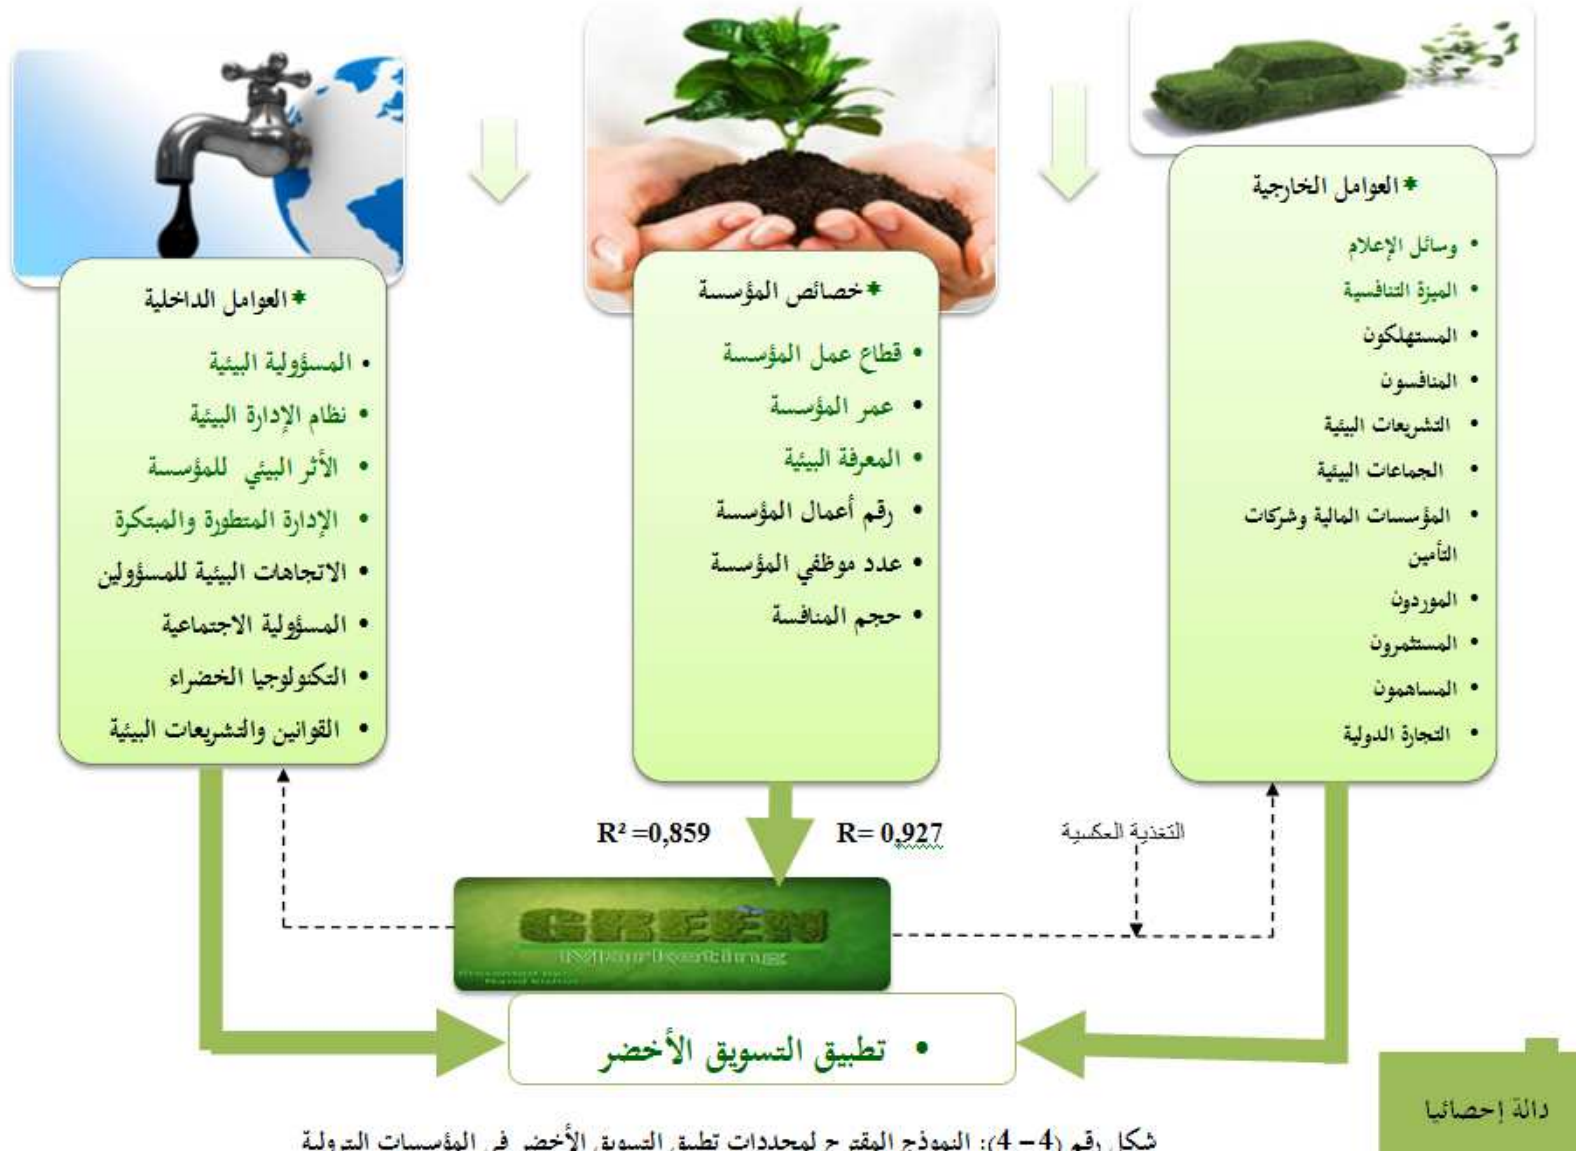 العوامل الخارجية
• وسائل الإعلام
• الميزة التنافسية
• المستهلكون
• المنافسون
• التشريعات البيئية
• الجماعات البيئية
• المؤسسات المالية وشركات
التأمين
• الموردون
• المستثمرون
• المساهمون
• التجارة الدولية
خصائص المؤسسة
• قطاع عمل المؤسسة
• عمر المؤسسة
• المعرفة البيئية
• رقم أعمال المؤسسة
• عدد موظفي المؤسسة
• حجم المنافسة
العوامل الداخلية
• المسؤولية البيئية
• نظام الإدارة البيئية
• الأثر البيئي للمؤسسة
• الإدارة المتطورة والمبتكرة
• الاتجاهات البيئية للمسؤولين
• المسؤولية الاجتماعية
• التكنولوجيا الخضراء
• القوانين والتشريعات البيئية
التغذية العكسية
R= 0,927
R² =0,859
GREEN
Marketing
• تطبيق التسويق الأخضر
دالة إحصائيا
شكل رقم (4 – 4): النموذج المقترح لمحددات تطبيق التسويق الأخضر في المؤسسات البترولية